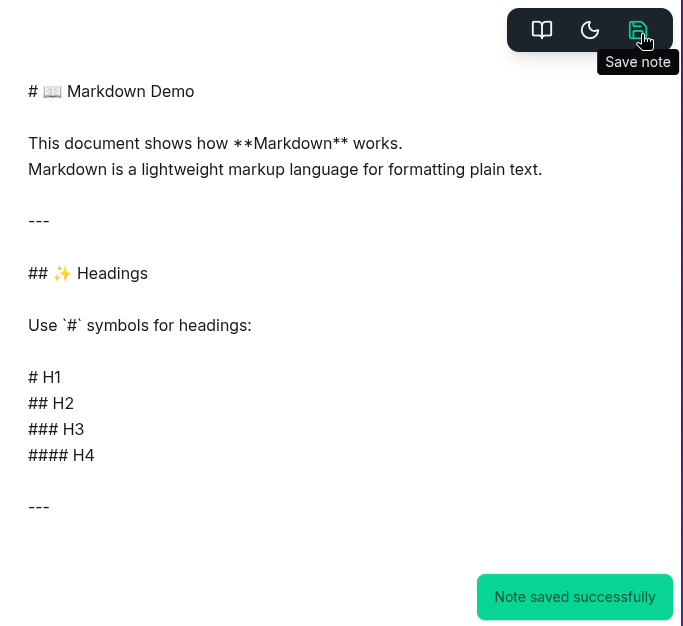 Save note
# 📖 Markdown Demo
This document shows how **Markdown** works.
Markdown is a lightweight markup language for formatting plain text.
---
## ✨ Headings
Use `#` symbols for headings:
# H1
## H2
### H3
#### H4
---
Note saved successfully